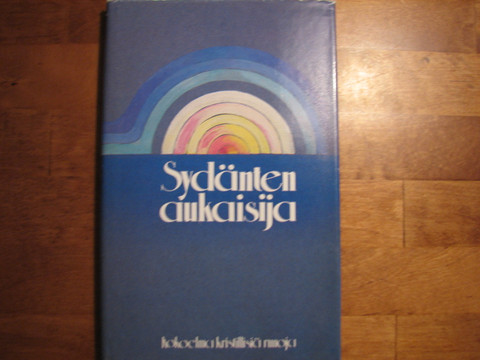 Sydänten
aukaisija
Kokoelma kristillisiä runoja